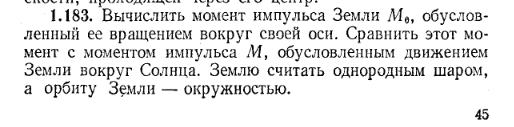 1.183. Вычислить момент импульса Земли M₀, обусловленный ее вращением вокруг своей оси. Сравнить этот момент с моментом импульса M, обусловленным движением
Земли вокруг Солнца. Землю считать однородным шаром,
а орбиту Земли — окружностью.
45